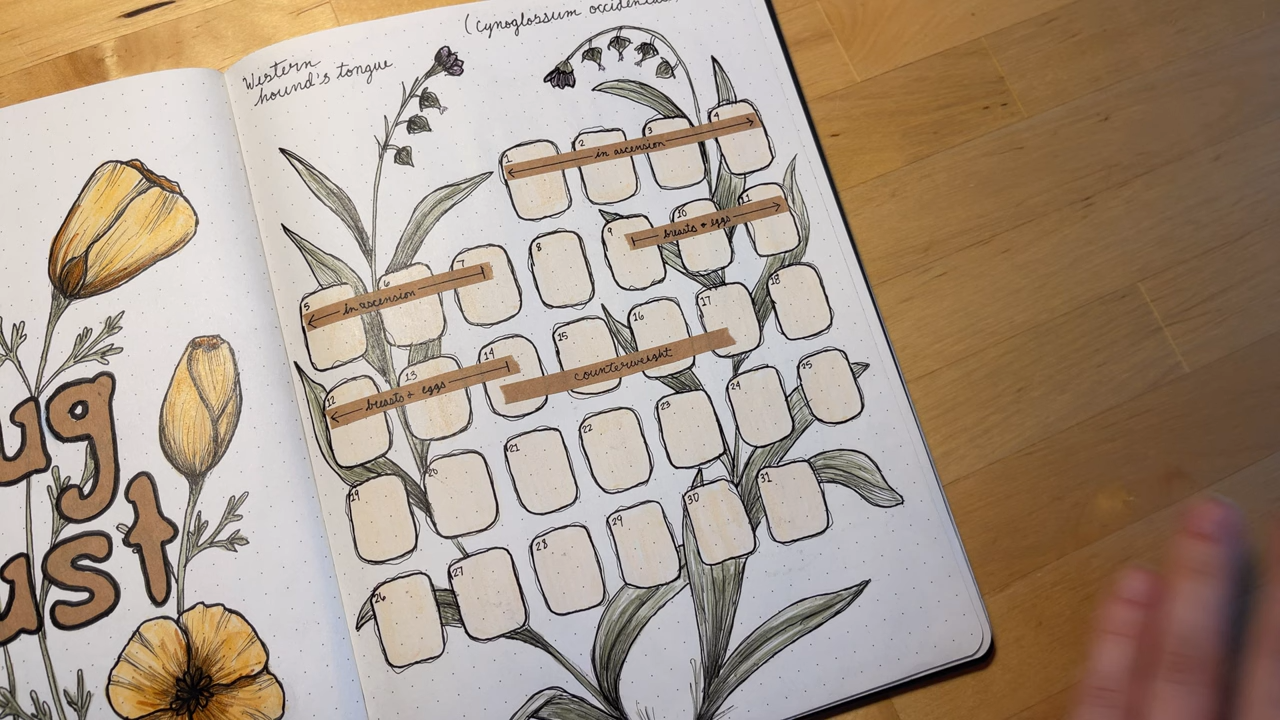 ug
ust
Western
hound's tongue
(Cynoglossum
1 2 3 4
in ascension
5 6 7 8 9 10 11
in ascension
breasts & eggs
12 13 14 15 16 17 18
breasts & eggs
counterweight
19 20 21 22 23 24 25
26 27 28 29 30 31